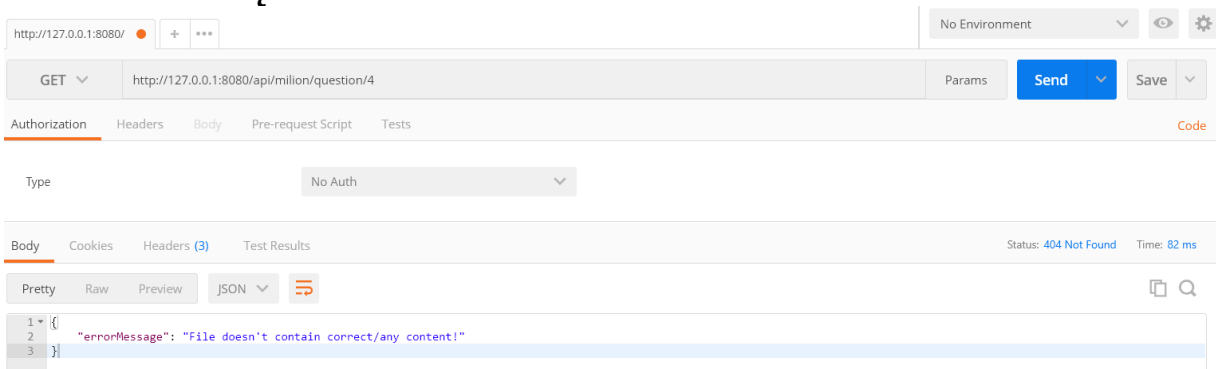 No Environment
http://127.0.0.1:8080/
GET http://127.0.0.1:8080/api/milion/question/4 Params Send Save
Authorization Headers Body Pre-request Script Tests Code
Type No Auth
Body Cookies Headers (3) Test Results Status: 404 Not Found Time: 82 ms
Pretty Raw Preview JSON
1 {
2 "errorMessage": "File doesn't contain correct/any content!"
3 }